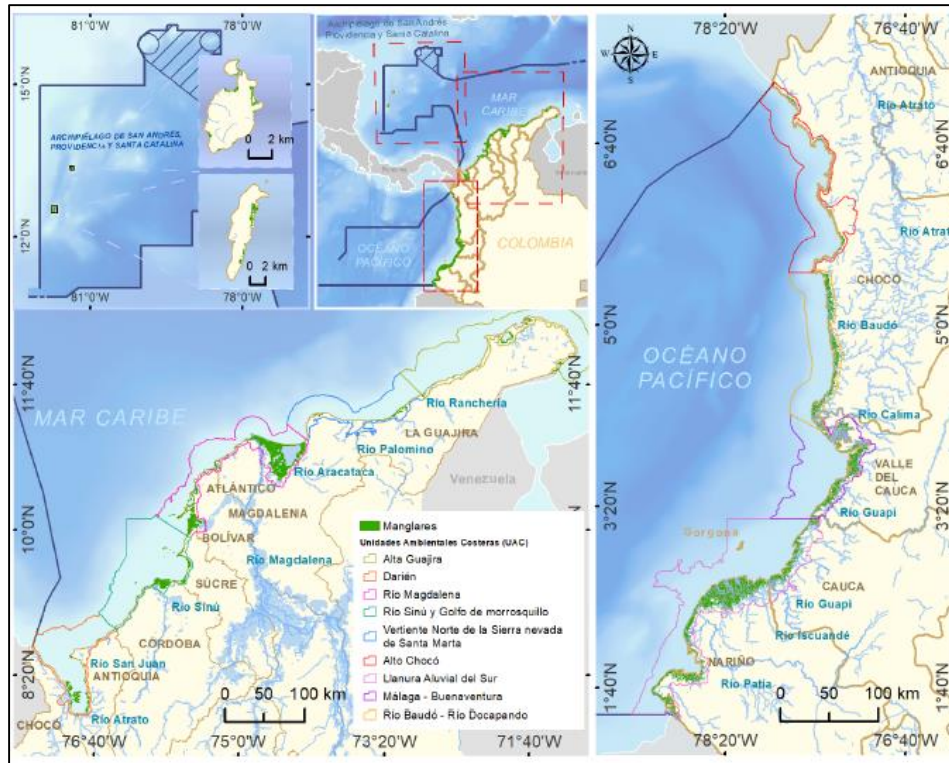 81°0'W
78°0'W
15°0'N
12°0'N
ARCHIPIÉLAGO DE SAN ANDRÉS,
PROVIDENCIA Y SANTA CATALINA
0 2 km
0 2 km
81°0'W
78°0'W
Archipiélago de San Andrés
Providencia y Santa Catalina
MAR
CARIBE
OCÉANO
PACÍFICO
COLOMBIA
78°20'W
N
W
E
S
ANTIOQUIA
Río Atrato
6°40'N
6°40'N
Río Atrato
CHOCÓ
5°0'N
5°0'N
Río Baudó
OCÉANO
PACÍFICO
Río Calima
VALLE
DEL
CAUCA
3°20'N
3°20'N
Río Guapi
Gorgona
CAUCA
Río Guapi
Río Iscuandé
NARIÑO
Río Patía
1°40'N
1°40'N
0 50 100 km
78°20'W
76°40'W
11°40'N
11°40'N
MAR CARIBE
Río Ranchería
LA GUAJIRA
Río Palomino
Río Aracataca
Venezuela
ATLÁNTICO
MAGDALENA
10°0'N
BOLÍVAR
Río Magdalena
SUCRE
Río Sinú
CÓRDOBA
Río San Juan
ANTIOQUIA
8°20'N
CHOCÓ
Río Atrato
0 50 100 km
76°40'W
75°0'W
73°20'W
71°40'W
Manglares
Unidades Ambientales Costeras (UAC)
Alta Guajira
Darién
Río Magdalena
Río Sinú y Golfo de morrosquillo
Vertiente Norte de la Sierra nevada
de Santa Marta
Alto Chocó
Llanura Aluvial del Sur
Málaga - Buenaventura
Río Baudó - Río Docapando